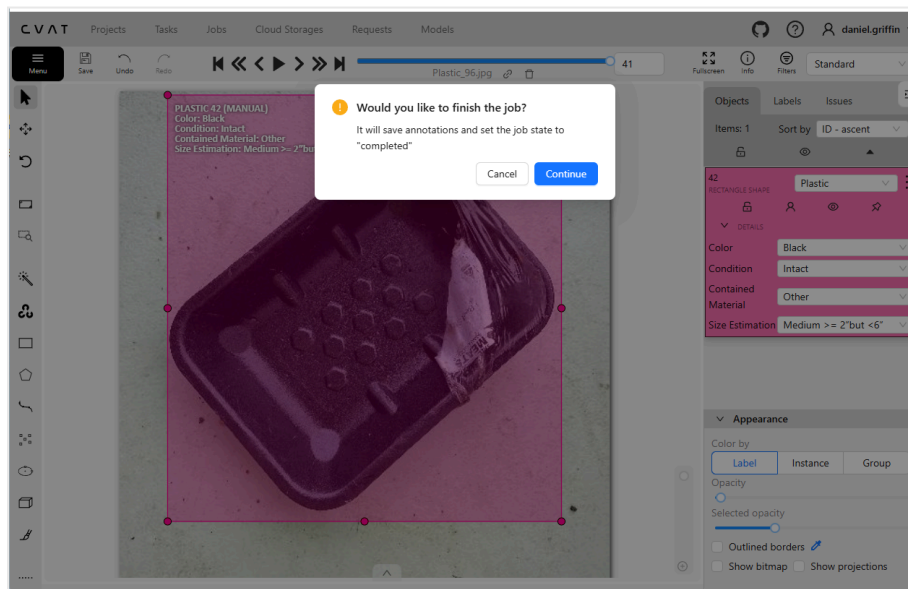 CVAT Projects Tasks Jobs Cloud Storages Requests Models daniel.griffin
Menu Save Undo Redo Plastic_96.jpg 41 Fullscreen Info Filters Standard
PLASTIC 42 (MANUAL)
Color: Black
Condition: Intact
Contained Material: Other
Size Estimation: Medium >= 2"bu
Would you like to finish the job?
It will save annotations and set the job state to
"completed"
Cancel Continue
Objects Labels Issues
Items: 1 Sort by ID - ascent
42
RECTANGLE SHAPE
Plastic
DETAILS
Color Black
Condition Intact
Contained
Material
Other
Size Estimation Medium >= 2"but <6"
Appearance
Color by
Label Instance Group
Opacity
Selected opacity
Outlined borders
Show bitmap Show projections